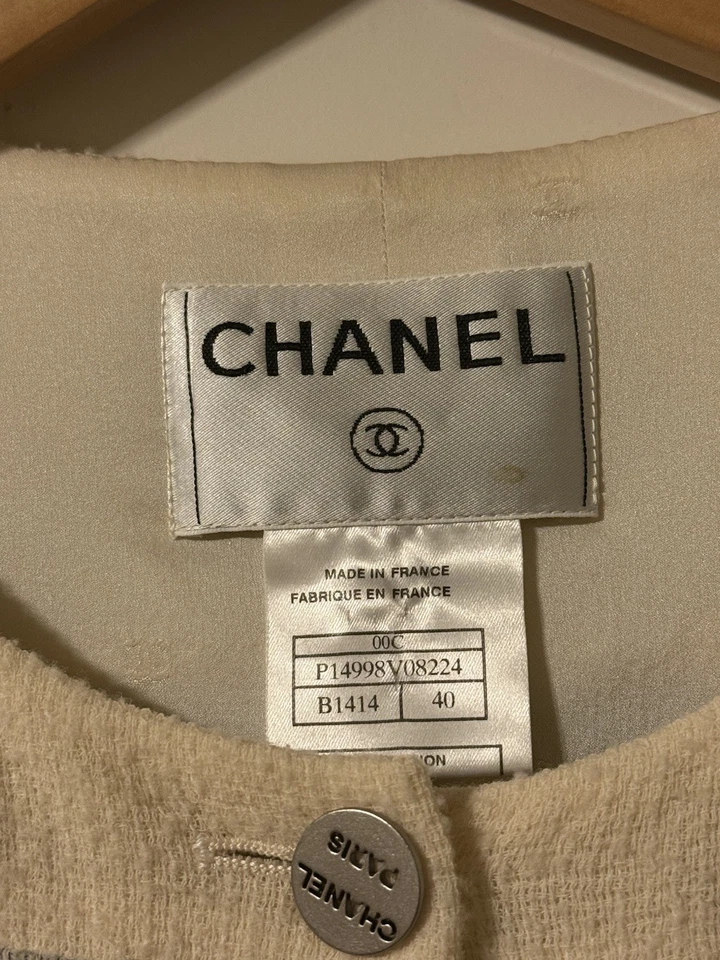 CHANEL
MADE IN FRANCE
FABRIQUE EN FRANCE
00C
P14998V08224
B1414 40
CHANEL
PARIS